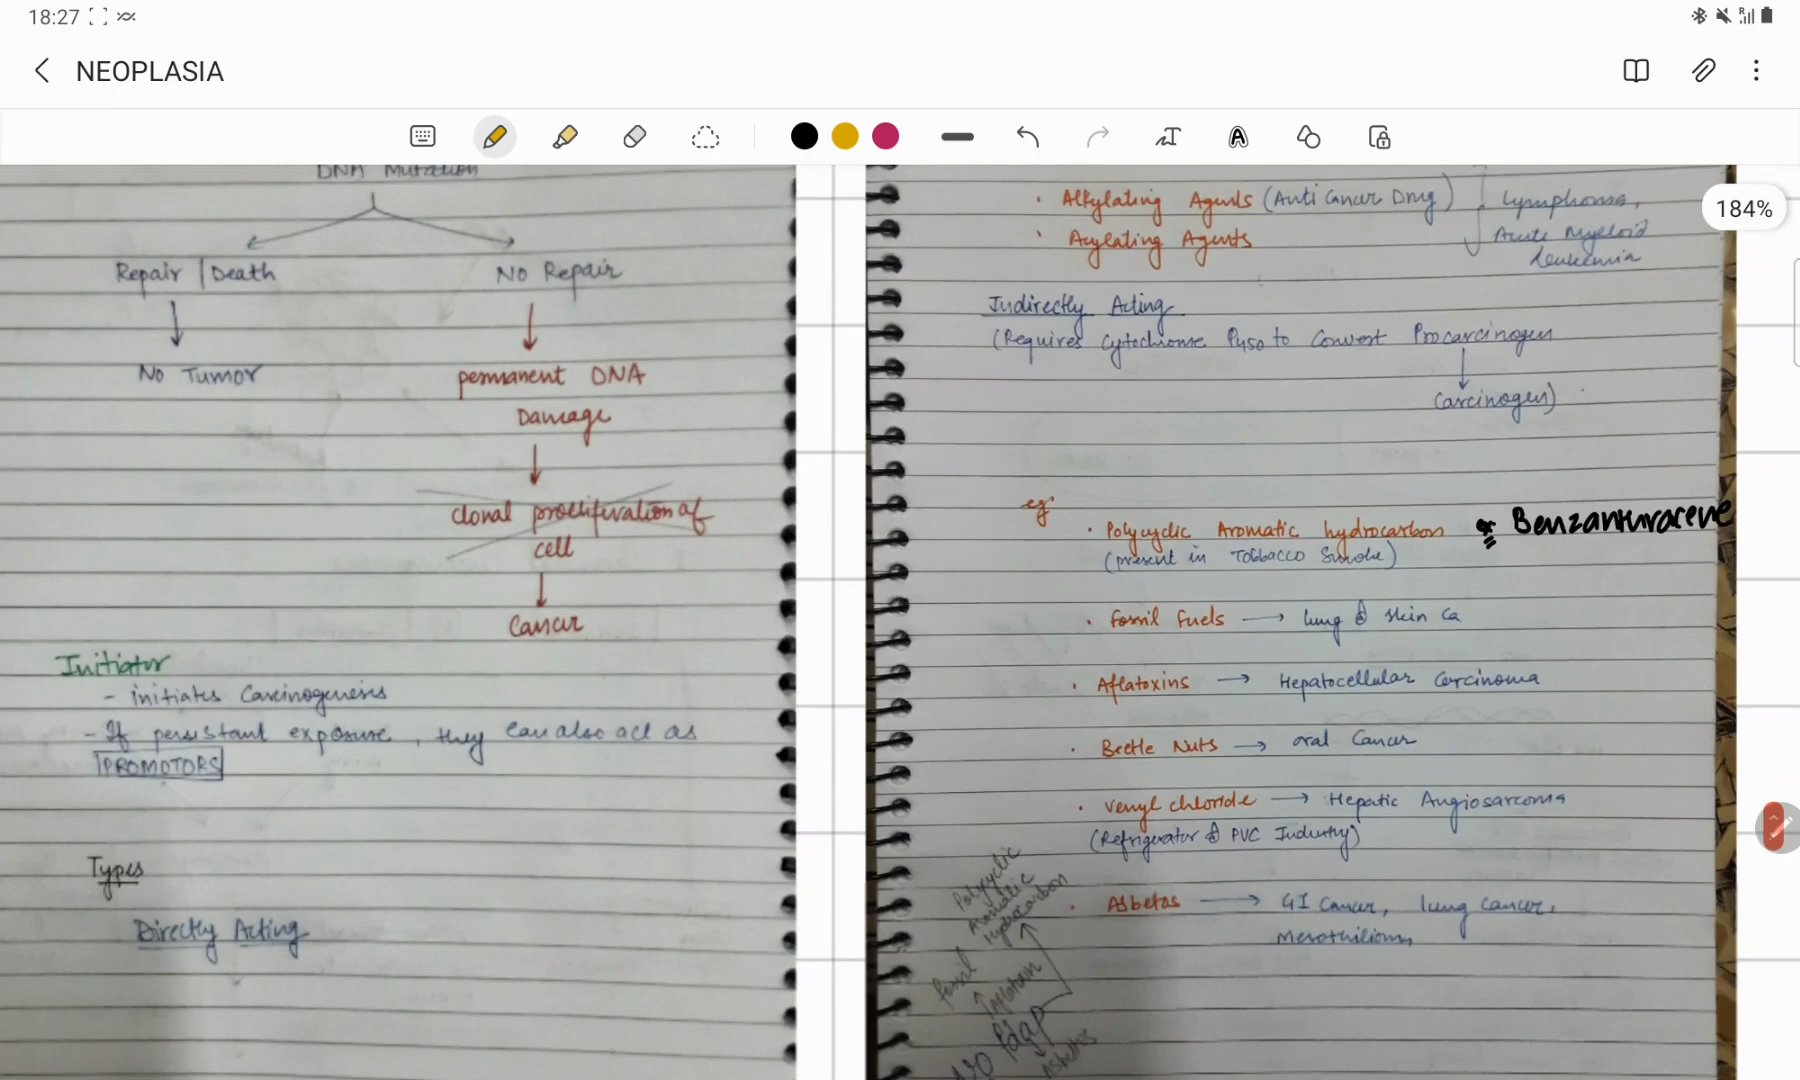 18:27
NEOPLASIA
184%
DNA Mutation
Repair / Death
No Repair
No Tumor
permanent DNA
Damage
clonal proliferation of
cell
Cancer
Initiator
- initiates Carcinogenesis
- If persistant exposure, they can also act as
PROMOTORS
Types
Directly Acting
· Alkylating Agents (Anti Cancer Drug)
· Acylating Agents
Lymphoma,
Acute Myeloid
Leukemia
Indirectly Acting
(Requires Cytochrome P450 to Convert Procarcinogen
Carcinogen)
eg
· Polycyclic Aromatic hydrocarbon
Benzanthracene
(present in Tobbacco Smoke)
· Fossil Fuels → lung & skin Ca
· Aflatoxins → Hepatocellular Carcinoma
· Beetle Nuts → oral Cancer
· Venyl chloride → Hepatic Angiosarcoma
(Refrigerator & PVC Industry)
· Asbetos → GI Cancer, lung cancer,
Mesothilioma
Polycyclic
Aromatic
Hydrocarbon
Fossil
Asbetos